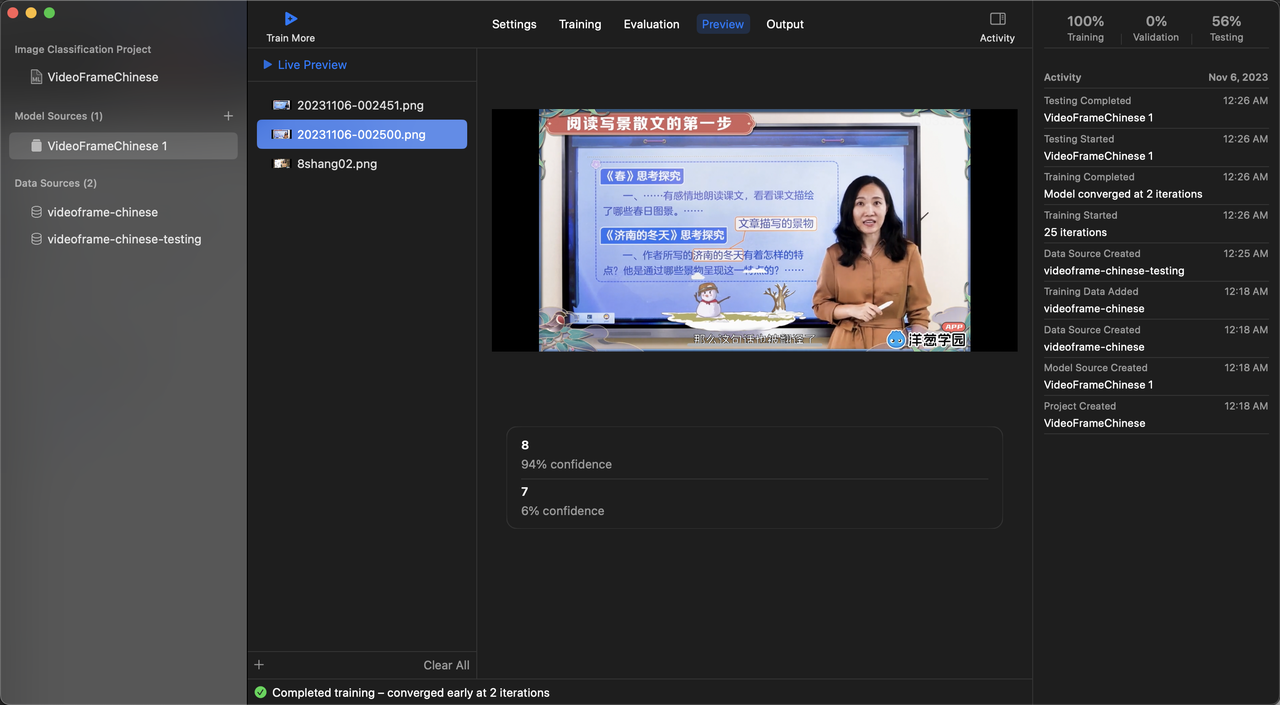 Image Classification Project
VideoFrameChinese
Model Sources (1)
VideoFrameChinese 1
Data Sources (2)
videoframe-chinese
videoframe-chinese-testing
Train More
Settings
Training
Evaluation
Preview
Output
Activity
Live Preview
20231106-002451.png
20231106-002500.png
8shang02.png
Clear All
阅读写景散文的第一步
《春》思考探究
一、……有感情地朗读课文，看看课文描绘
了哪些春日图景。……
文章描写的景物
《济南的冬天》思考探究
一、作者所写的济南的冬天有着怎样的特
点？他是通过哪些景物呈现这一特点的？……
APP
洋葱学园
8
94% confidence
7
6% confidence
Completed training – converged early at 2 iterations
100%
Training
0%
Validation
56%
Testing
Activity
Nov 6, 2023
Testing Completed
12:26 AM
VideoFrameChinese 1
Testing Started
12:26 AM
VideoFrameChinese 1
Training Completed
12:26 AM
Model converged at 2 iterations
Training Started
12:26 AM
25 iterations
Data Source Created
12:25 AM
videoframe-chinese-testing
Training Data Added
12:18 AM
videoframe-chinese
Data Source Created
12:18 AM
videoframe-chinese
Model Source Created
12:18 AM
VideoFrameChinese 1
Project Created
12:18 AM
VideoFrameChinese